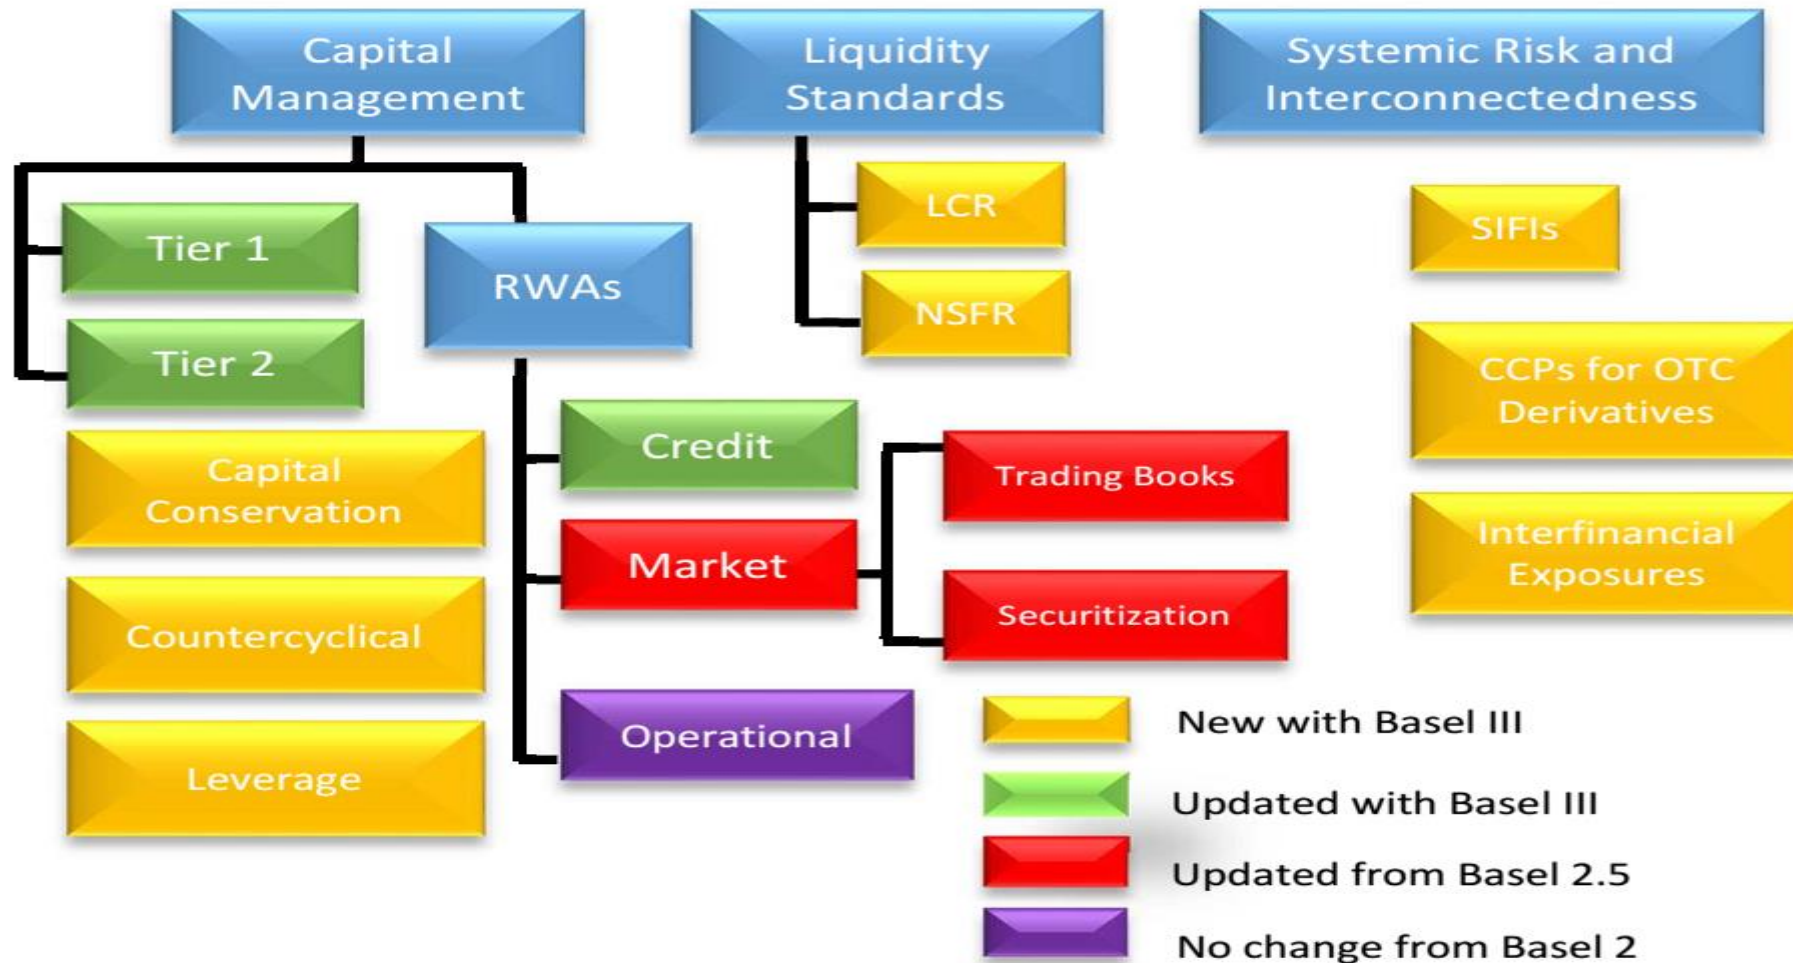 Capital
Management
Liquidity
Standards
Systemic Risk and
Interconnectedness
Tier 1
Tier 2
Capital
Conservation
Countercyclical
Leverage
RWAs
Credit
Market
Operational
Trading Books
Securitization
LCR
NSFR
SIFIs
CCPs for OTC
Derivatives
Interfinancial
Exposures
New with Basel III
Updated with Basel III
Updated from Basel 2.5
No change from Basel 2